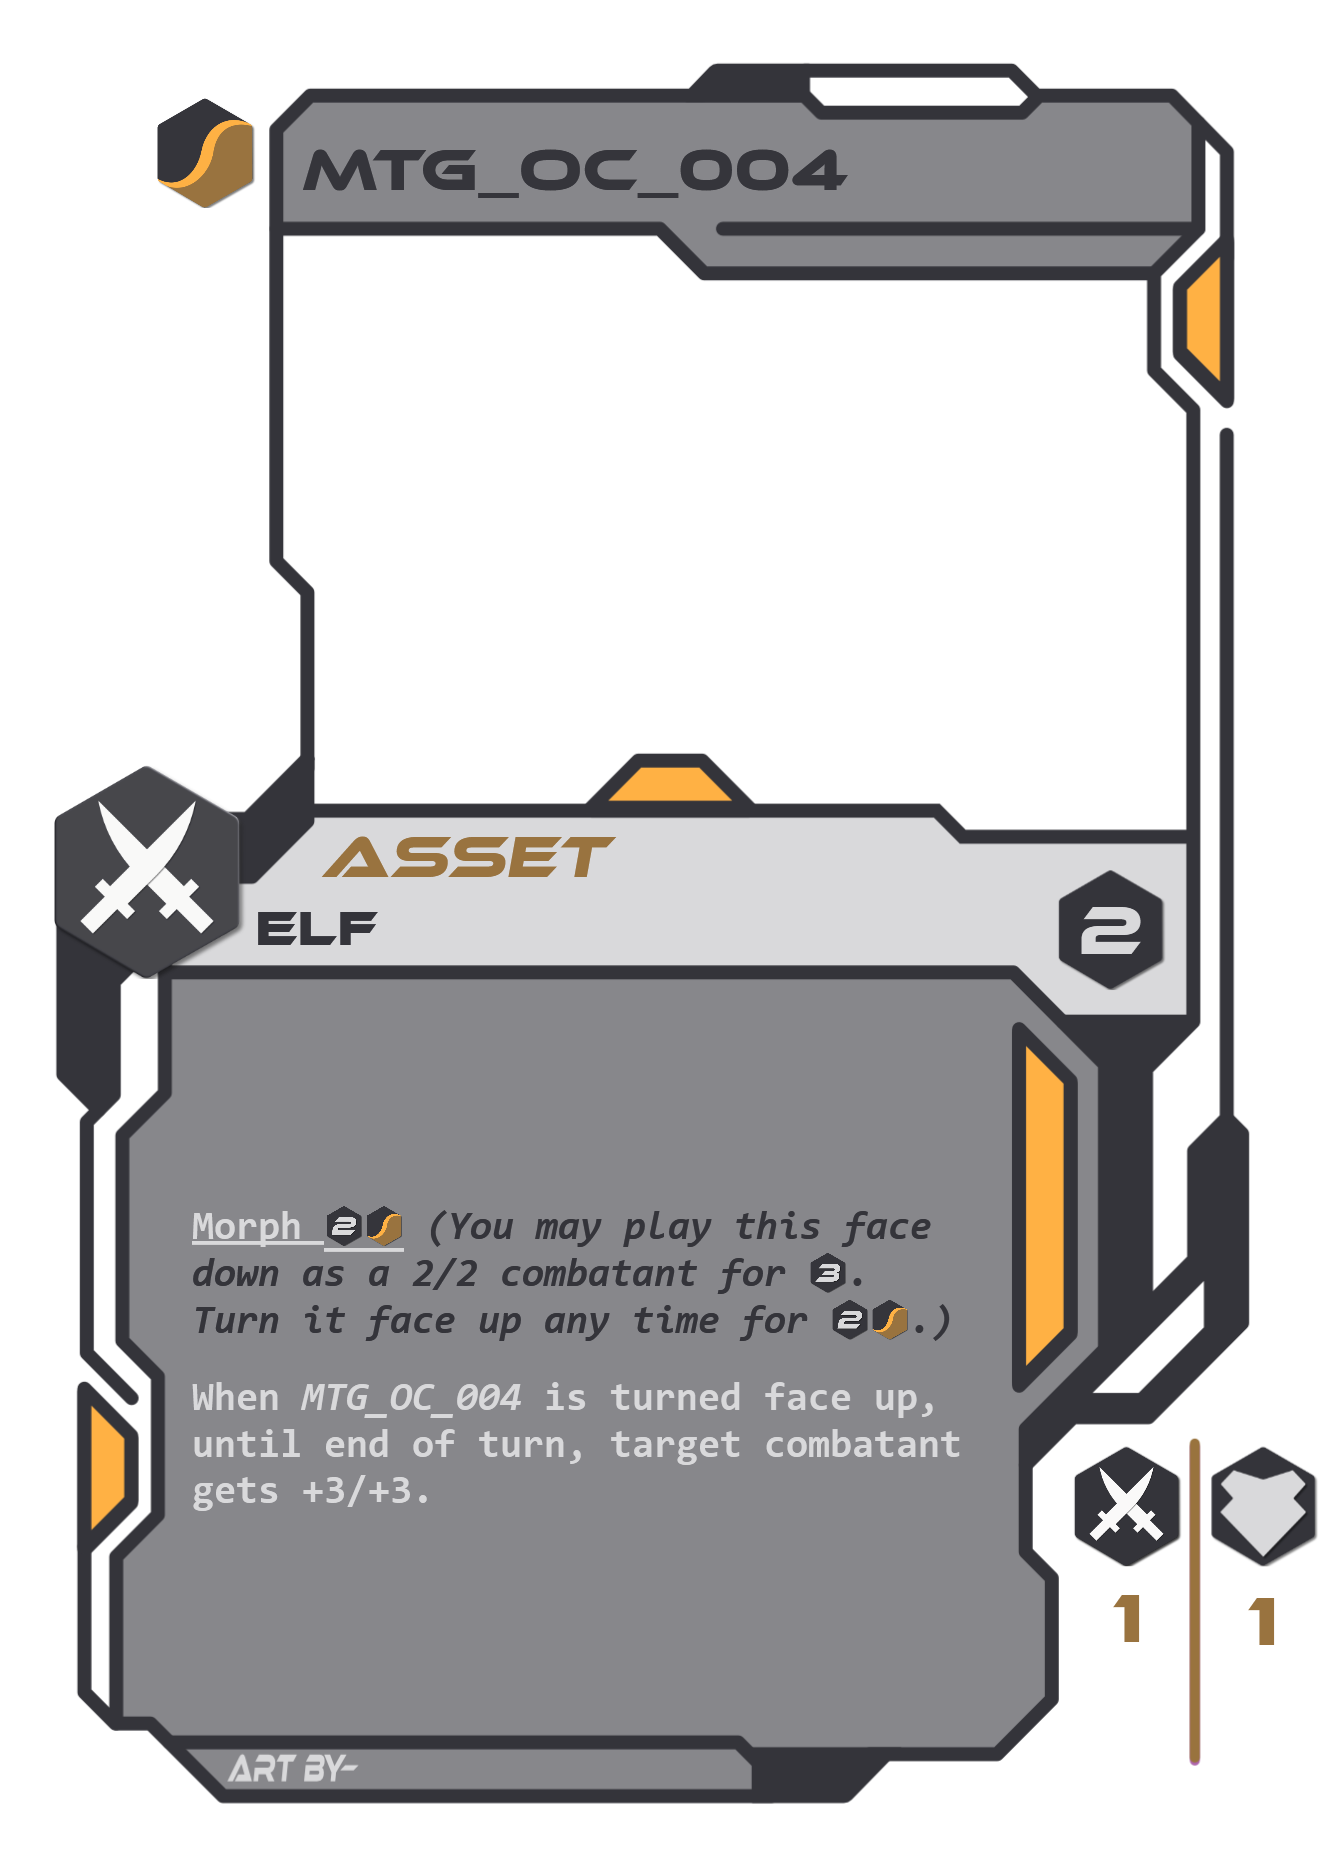 MTG_OC_004
ASSET
ELF
2
Morph 2 (You may play this face
down as a 2/2 combatant for 3.
Turn it face up any time for 2.)
When MTG_OC_004 is turned face up,
until end of turn, target combatant
gets +3/+3.
1 1
ART BY-